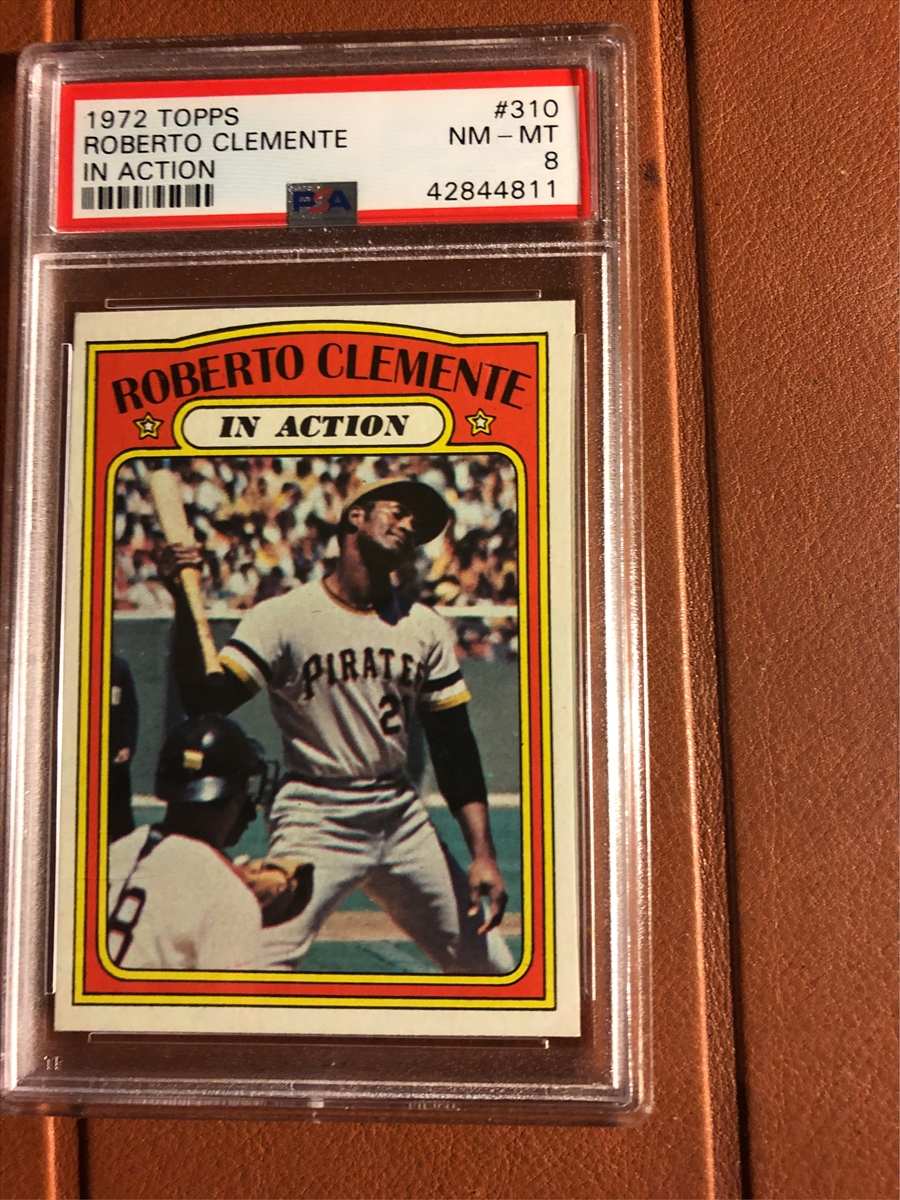 1972 TOPPS #310
ROBERTO CLEMENTE NM - MT
IN ACTION 8
PSA 42844811
ROBERTO CLEMENTE
IN ACTION
PIRATES
2
8